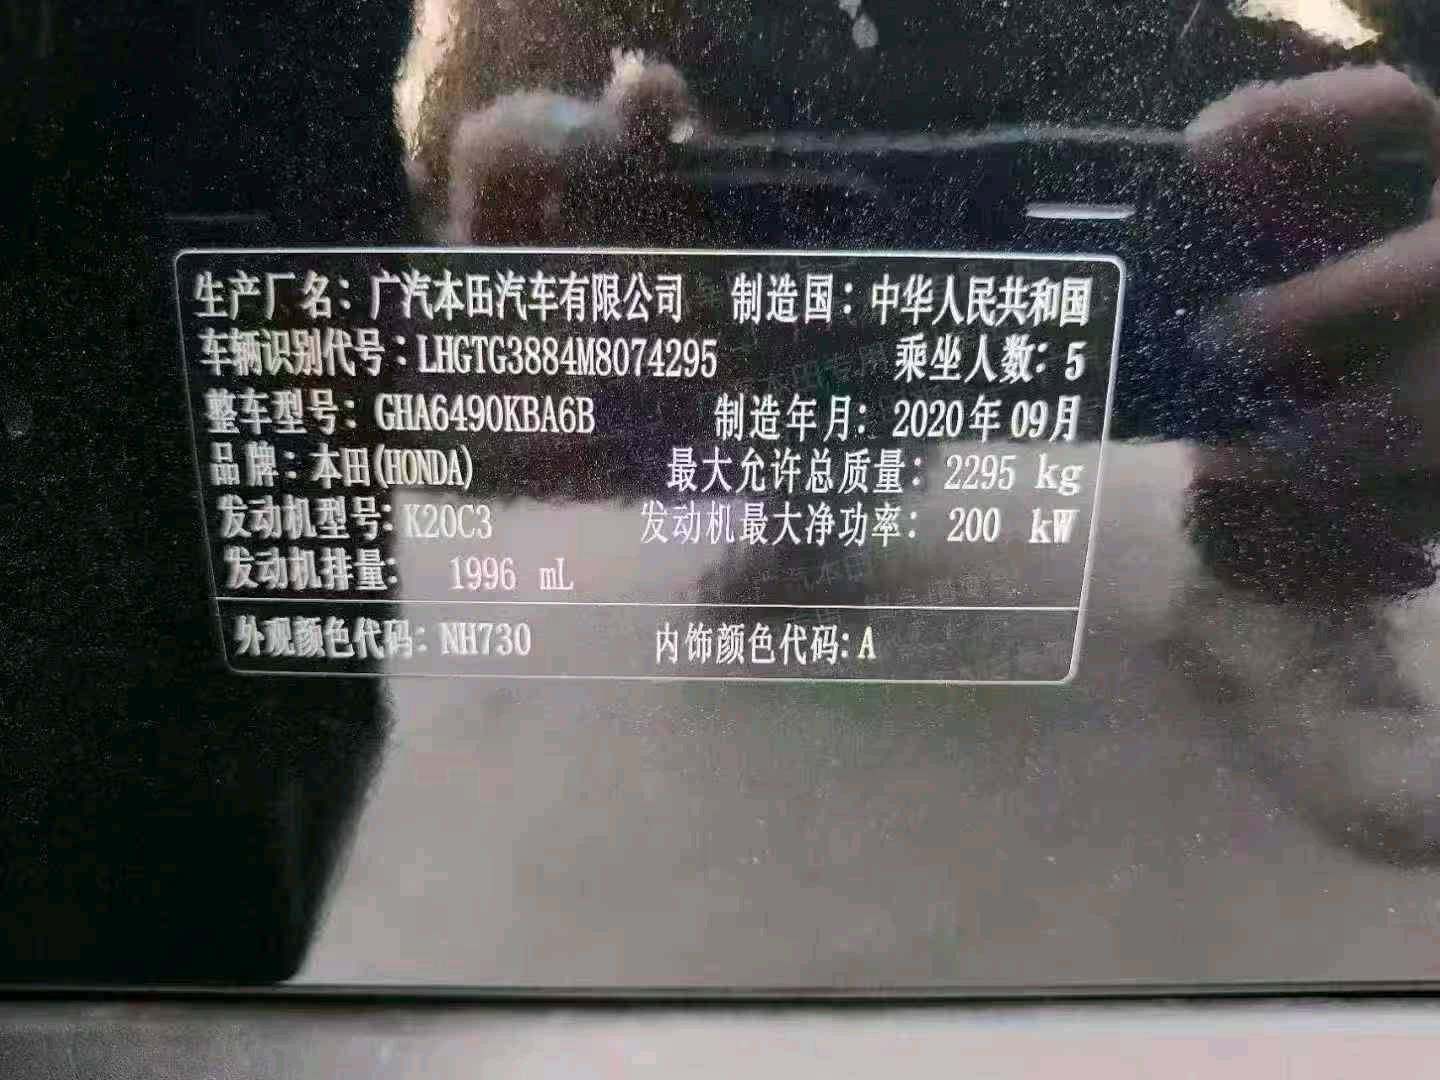 生产厂名：广汽本田汽车有限公司 制造国：中华人民共和国
车辆识别代号：LHGTG3884M8074295 乘坐人数：5
整车型号：GHA6490KBA6B 制造年月：2020年09月
品牌：本田(HONDA) 最大允许总质量：2295 kg
发动机型号：K20C3 发动机最大净功率：200 kW
发动机排量： 1996 mL
外观颜色代码：NH730 内饰颜色代码：A